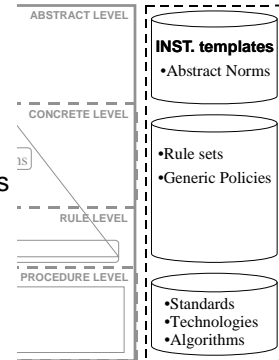 ABSTRACT LEVEL
INST. templates
•Abstract Norms
CONCRETE LEVEL
•Rule sets
•Generic Policies
RULE LEVEL
PROCEDURE LEVEL
•Standards
•Technologies
•Algorithms